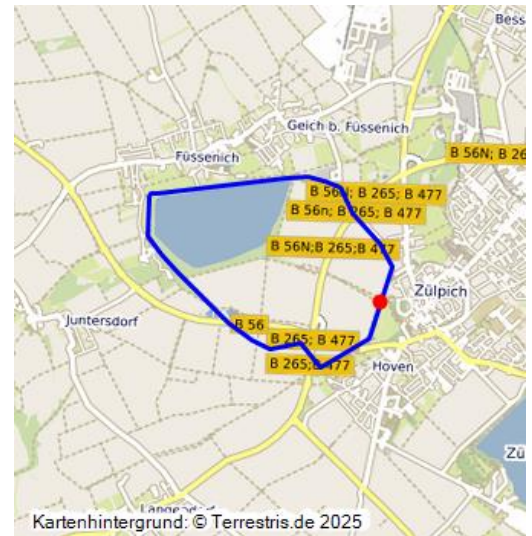 Bess
Geich b. Füssenich
Füssenich
B 56N; B 26
B 56N; B 265; B 477
B 56n; B 265; B 477
B 56N;B 265;B 477
Zülpich
Juntersdorf
B 56
B 265; B 477
B 265;B 477
Hoven
Zü
Langendorf
Kartenhintergrund: © Terrestris.de 2025